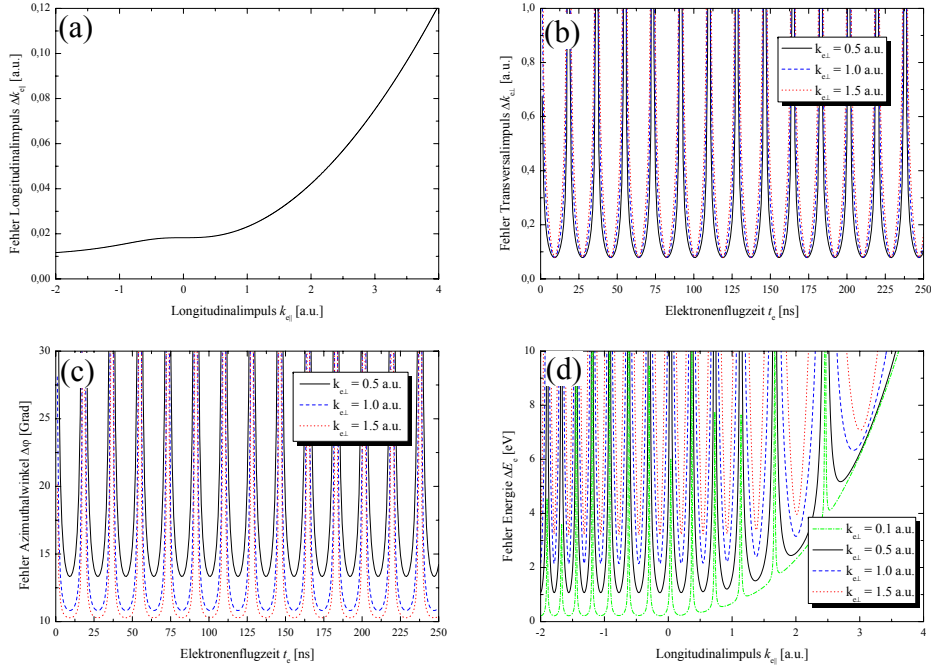 (a)
0,12
0,10
0,08
0,06
0,04
0,02
0,00
Fehler Longitudinalimpuls Δk_e|| [a.u.]
-2 -1 0 1 2 3 4
Longitudinalimpuls k_e|| [a.u.]
(b)
1,0
0,8
0,6
0,4
0,2
0,0
Fehler Transversalimpuls Δk_e⊥ [a.u.]
k_e⊥ = 0.5 a.u.
k_e⊥ = 1.0 a.u.
k_e⊥ = 1.5 a.u.
0 25 50 75 100 125 150 175 200 225 250
Elektronenflugzeit t_e [ns]
(c)
30
25
20
15
10
Fehler Azimuthalwinkel Δφ [Grad]
k_e⊥ = 0.5 a.u.
k_e⊥ = 1.0 a.u.
k_e⊥ = 1.5 a.u.
0 25 50 75 100 125 150 175 200 225 250
Elektronenflugzeit t_e [ns]
(d)
10
8
6
4
2
0
Fehler Energie ΔE_e [eV]
k_e⊥ = 0.1 a.u.
k_e⊥ = 0.5 a.u.
k_e⊥ = 1.0 a.u.
k_e⊥ = 1.5 a.u.
-2 -1 0 1 2 3 4
Longitudinalimpuls k_e|| [a.u.]